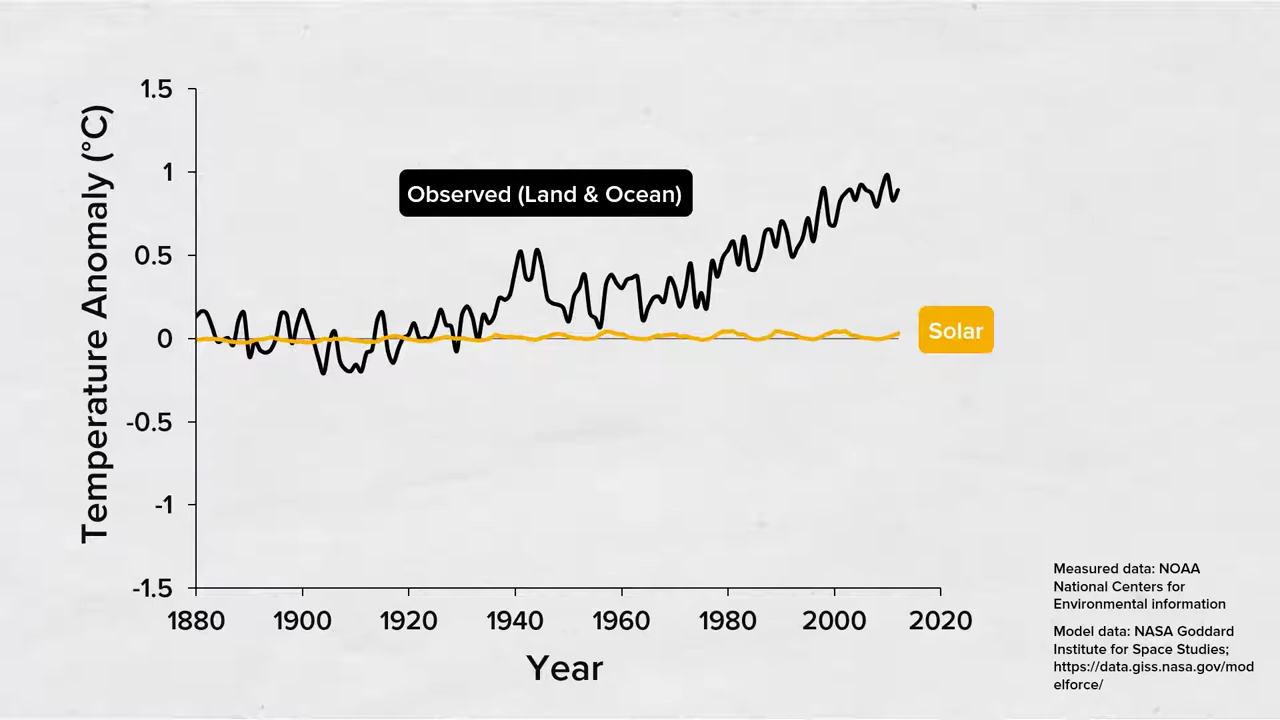 1.5
1
0.5
0
-0.5
-1
-1.5
Temperature Anomaly (°C)
Observed (Land & Ocean)
Solar
1880 1900 1920 1940 1960 1980 2000 2020
Year
Measured data: NOAA
National Centers for
Environmental information
Model data: NASA Goddard
Institute for Space Studies;
https://data.giss.nasa.gov/mod
elforce/